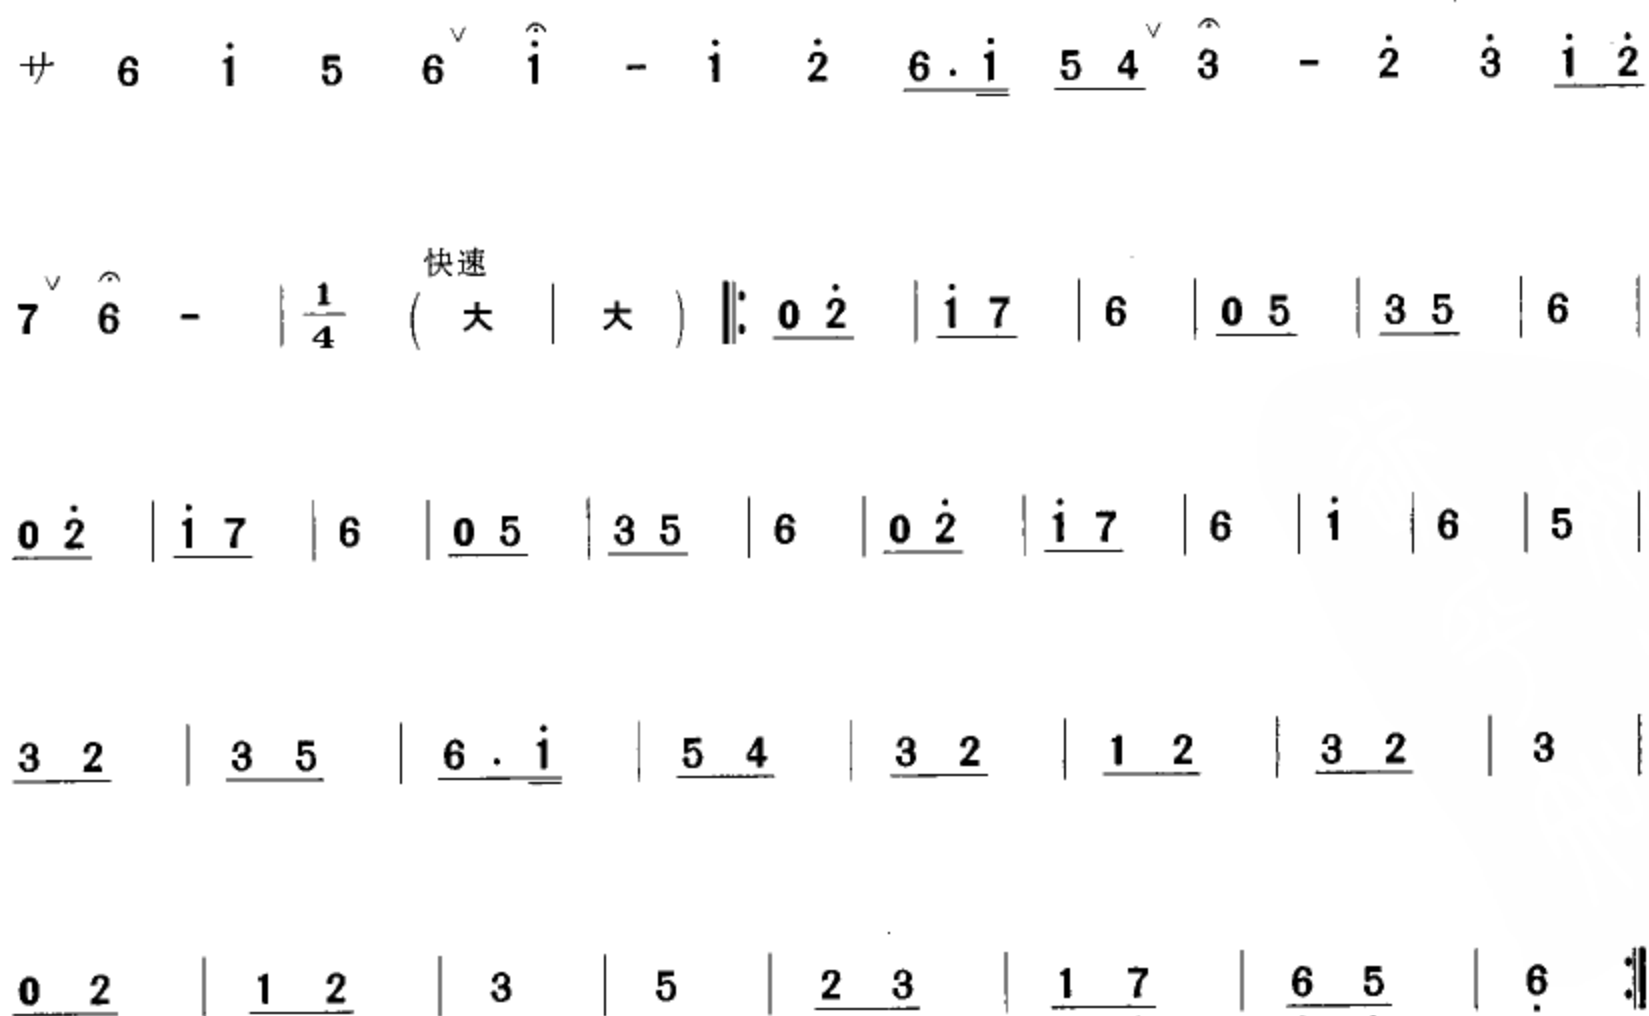 サ 6 i̇ 5 6 ∨ i̇ - i̇ 2̇ 6 . i̇ 5 4 ∨ 3 - 2̇ 3̇ i̇ 2̇
快速
7 ∨ 6 - | 1/4 ( 大 | 大 ) ‖: 0 2̇ | i̇ 7 | 6 | 0 5 | 3 5 | 6 |
0 2̇ | i̇ 7 | 6 | 0 5 | 3 5 | 6 | 0 2̇ | i̇ 7 | 6 | i̇ | 6 | 5 |
3 2 | 3 5 | 6 . i̇ | 5 4 | 3 2 | 1 2 | 3 2 | 3 |
0 2 | 1 2 | 3 | 5 | 2 3 | 1 7 | 6 5 | 6̣ :‖